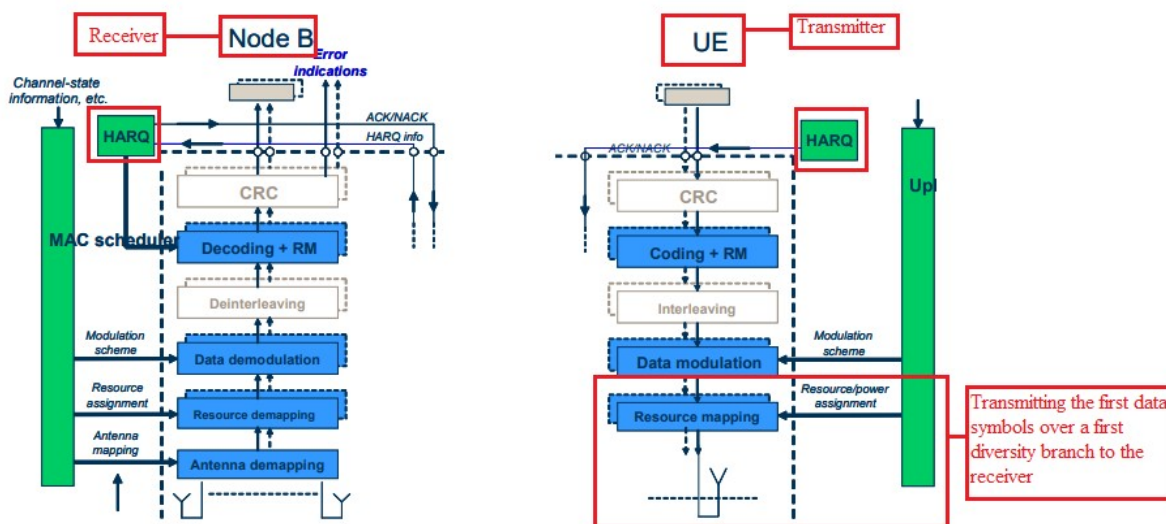 Receiver
Node B
Error
indications
Channel-state
information, etc.
HARQ
ACK/NACK
HARQ info
CRC
MAC scheduler
Decoding + RM
Deinterleaving
Modulation
scheme
Data demodulation
Resource
assignment
Resource demapping
Antenna
mapping
Antenna demapping
UE
Transmitter
ACK/NACK
HARQ
CRC
Upl
Coding + RM
Interleaving
Modulation
scheme
Data modulation
Resource/power
assignment
Resource mapping
Transmitting the first data
symbols over a first
diversity branch to the
receiver